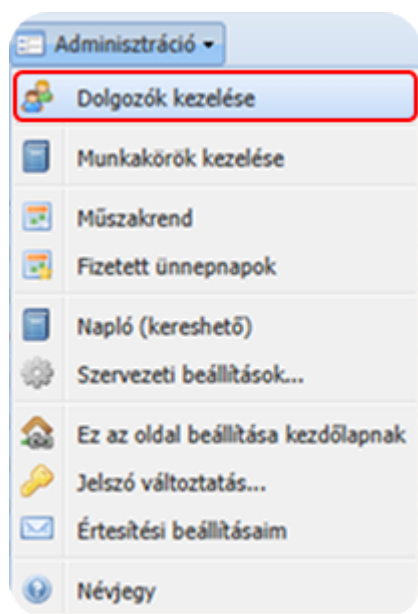 Adminisztráció
Dolgozók kezelése
Munkakörök kezelése
Műszakrend
Fizetett ünnepnapok
Napló (kereshető)
Szervezeti beállítások...
Ez az oldal beállítása kezdőlapnak
Jelszó változtatás...
Értesítési beállításaim
Névjegy